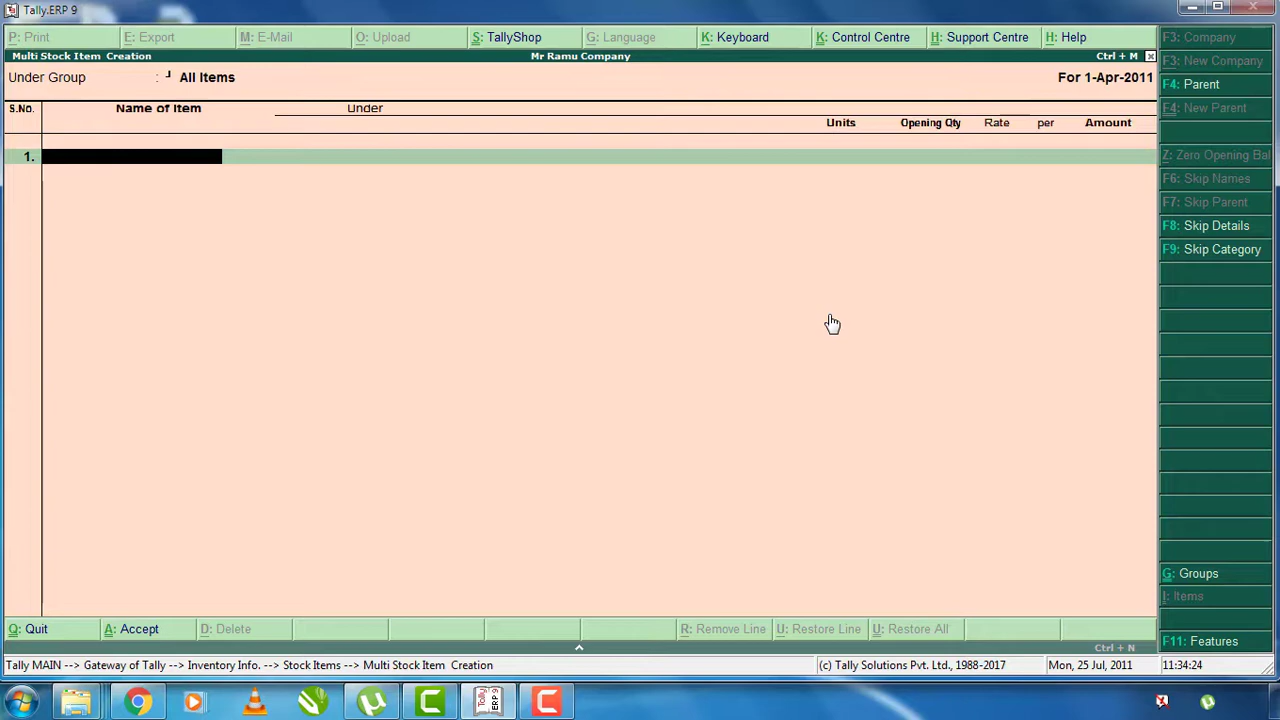 Tally.ERP 9
P: Print E: Export M: E-Mail O: Upload S: TallyShop G: Language K: Keyboard K: Control Centre H: Support Centre H: Help
F3: Company
Multi Stock Item Creation Mr Ramu Company Ctrl + M
F3: New Company
Under Group : ┘ All Items For 1-Apr-2011
F4: Parent
S.No. Name of Item Under
F4: New Parent
Units Opening Qty Rate per Amount
1.
Z: Zero Opening Bal
F6: Skip Names
F7: Skip Parent
F8: Skip Details
F9: Skip Category
G: Groups
I: Items
Q: Quit A: Accept D: Delete R: Remove Line U: Restore Line U: Restore All
F11: Features
Ctrl + N
Tally MAIN --> Gateway of Tally --> Inventory Info. --> Stock Items --> Multi Stock Item Creation (c) Tally Solutions Pvt. Ltd., 1988-2017 Mon, 25 Jul, 2011 11:34:24
Tally ERP 9